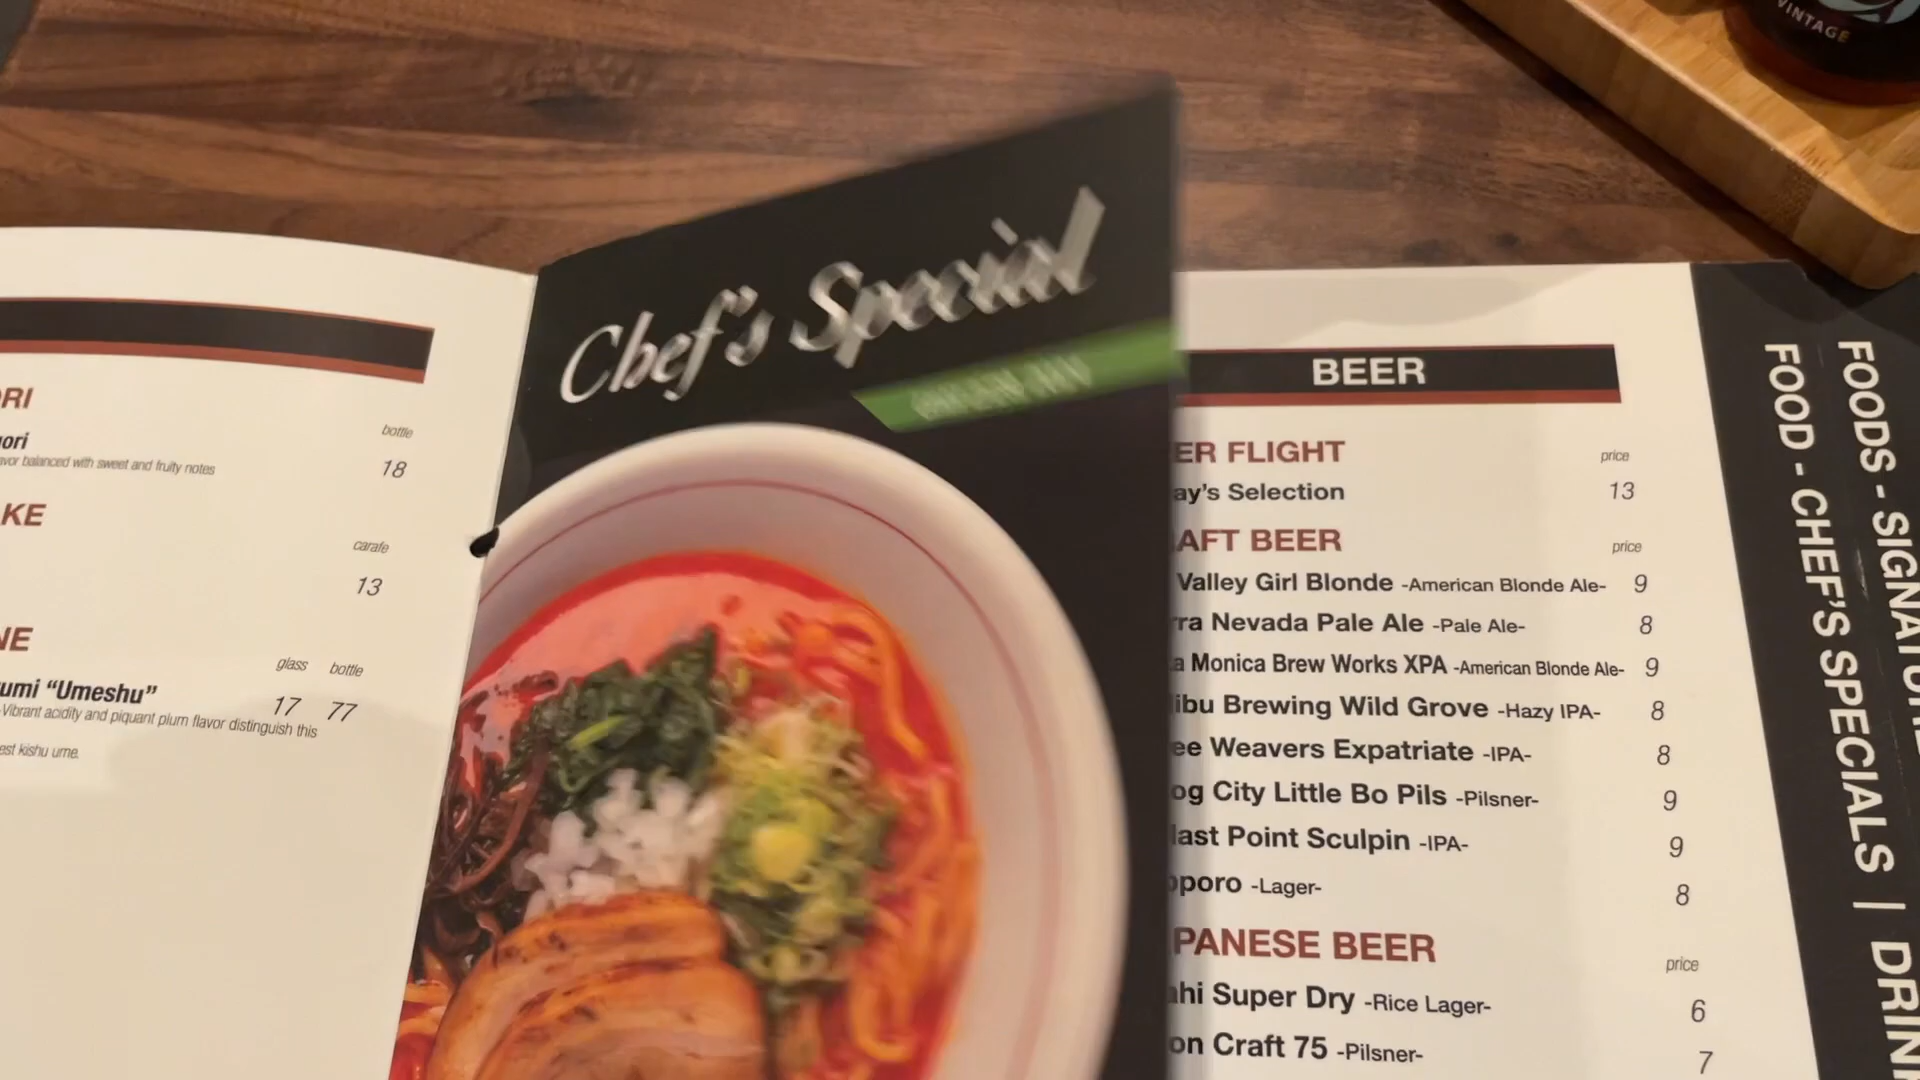 VINTAGE
ORI
bottle
ori
18
avor balanced with sweet and fruity notes
KE
carafe
13
NE
glass bottle
umi “Umeshu”
17 77
-Vibrant acidity and piquant plum flavor distinguish this
est kishu ume.
Chef's Special
BEER
ER FLIGHT
price
ay's Selection 13
AFT BEER
price
Valley Girl Blonde -American Blonde Ale- 9
rra Nevada Pale Ale -Pale Ale- 8
a Monica Brew Works XPA -American Blonde Ale- 9
ibu Brewing Wild Grove -Hazy IPA- 8
ee Weavers Expatriate -IPA- 8
og City Little Bo Pils -Pilsner- 9
last Point Sculpin -IPA- 9
pporo -Lager- 8
PANESE BEER
price
ahi Super Dry -Rice Lager- 6
on Craft 75 -Pilsner- 7
FOOD - CHEF'S SPECIALS | DRIN
FOODS - SIGNATURE